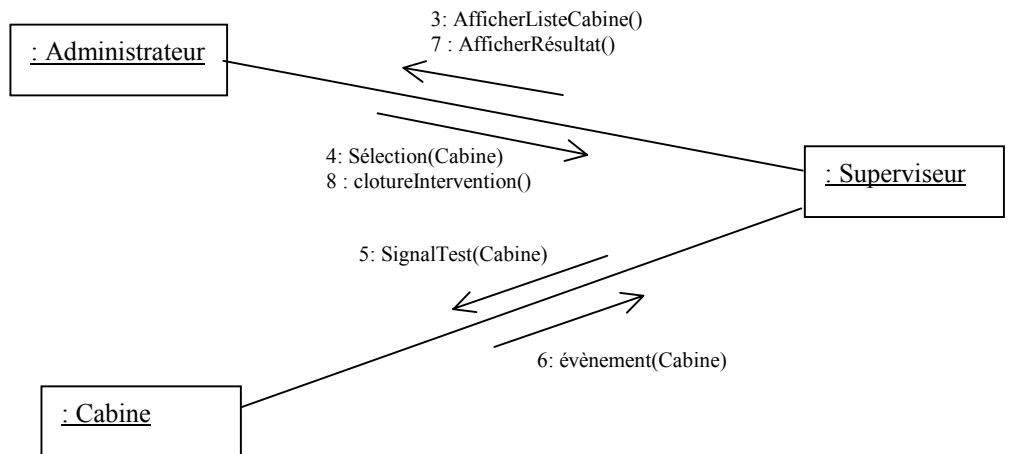 3: AfficherListeCabine()
7 : AfficherRésultat()
: Administrateur
4: Sélection(Cabine)
8 : clotureIntervention()
: Superviseur
5: SignalTest(Cabine)
6: évènement(Cabine)
: Cabine